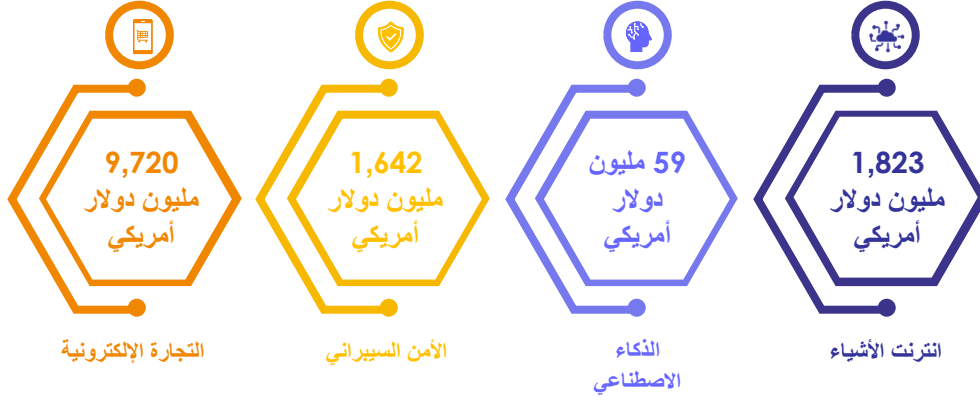 1,823
مليون دولار
أمريكي
انترنت الأشياء
59 مليون
دولار
أمريكي
الذكاء
الاصطناعي
1,642
مليون دولار
أمريكي
الأمن السيبراني
9,720
مليون دولار
أمريكي
التجارة الإلكترونية